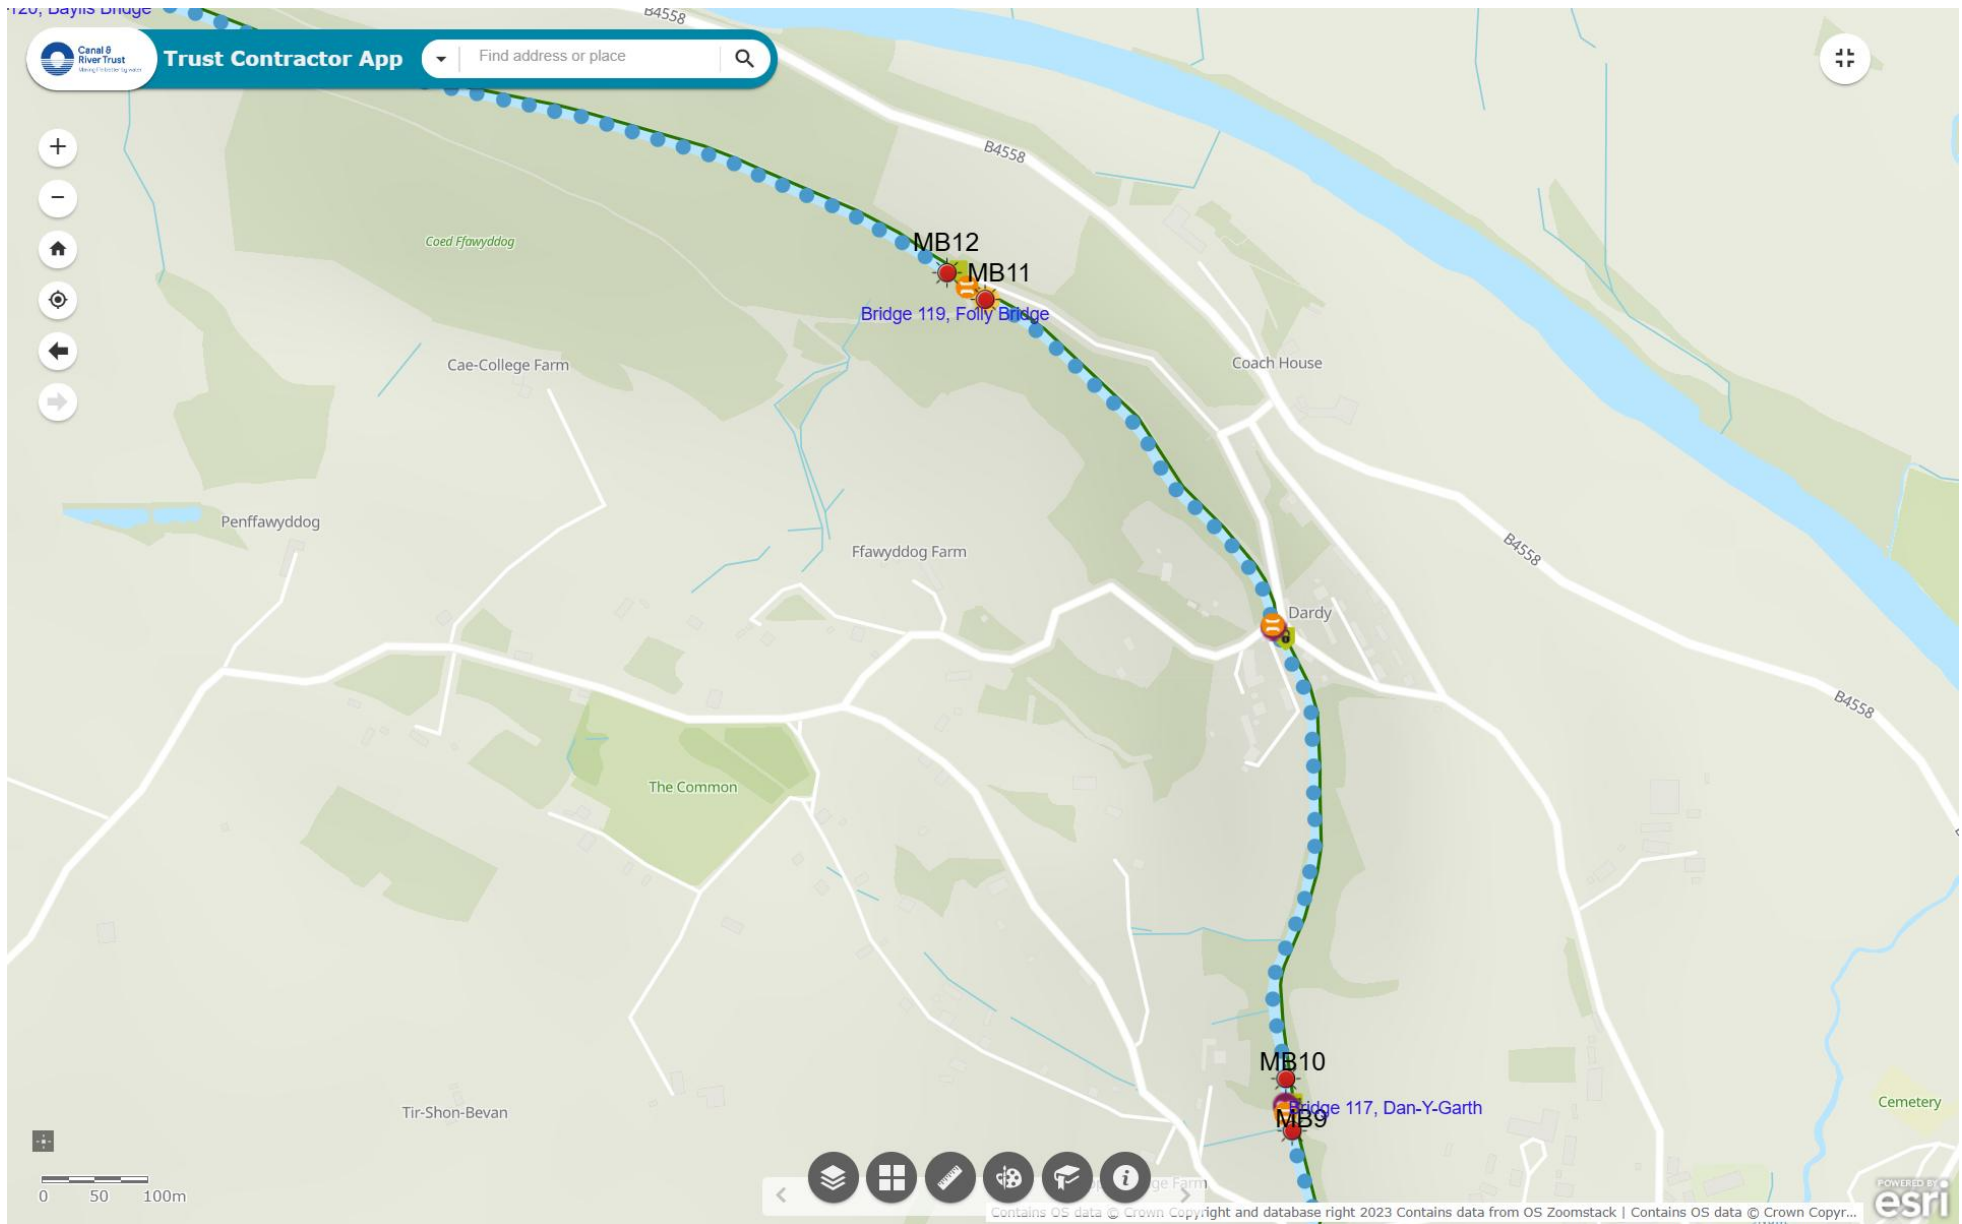 120, Baylis Bridge
B4558
Canal &
River Trust
Trust Contractor App
Find address or place
B4558
Coed Ffawyddog
MB12
MB11
Bridge 119, Folly Bridge
Cae-College Farm
Coach House
Penffawyddog
Ffawyddog Farm
B4558
Dardy
B4558
The Common
MB10
Bridge 117, Dan-Y-Garth
MB9
Tir-Shon-Bevan
Cemetery
0 50 100m
ge Farm
POWERED BY
esri
Contains OS data © Crown Copyright and database right 2023 Contains data from OS Zoomstack | Contains OS data © Crown Copyr...